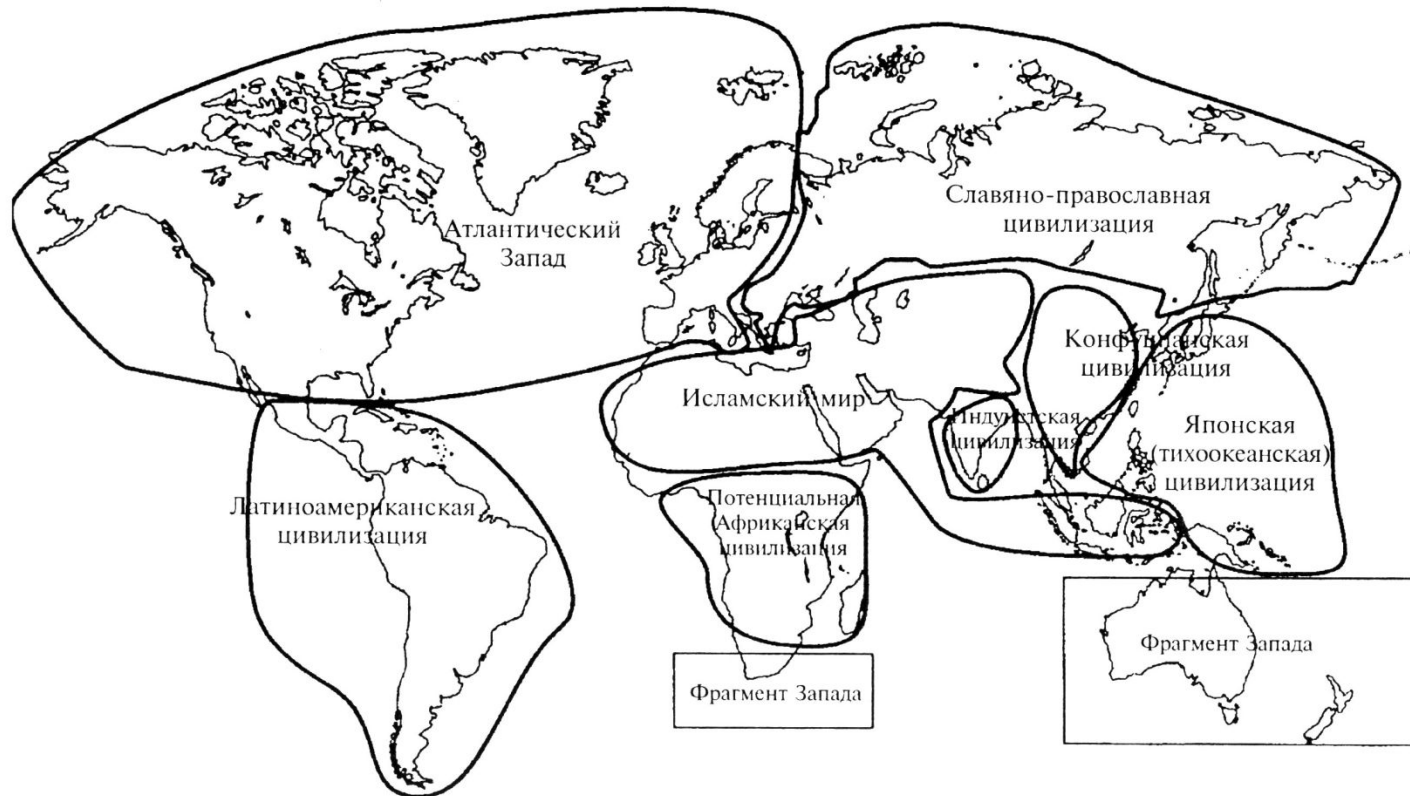 Атлантический
Запад
Славяно-православная
цивилизация
Конфуцианская
цивилизация
Исламский мир
Индуистская
цивилизация
Японская
(тихоокеанская)
цивилизация
Латиноамериканская
цивилизация
Потенциальная
Африканская
цивилизация
Фрагмент Запада
Фрагмент Запада